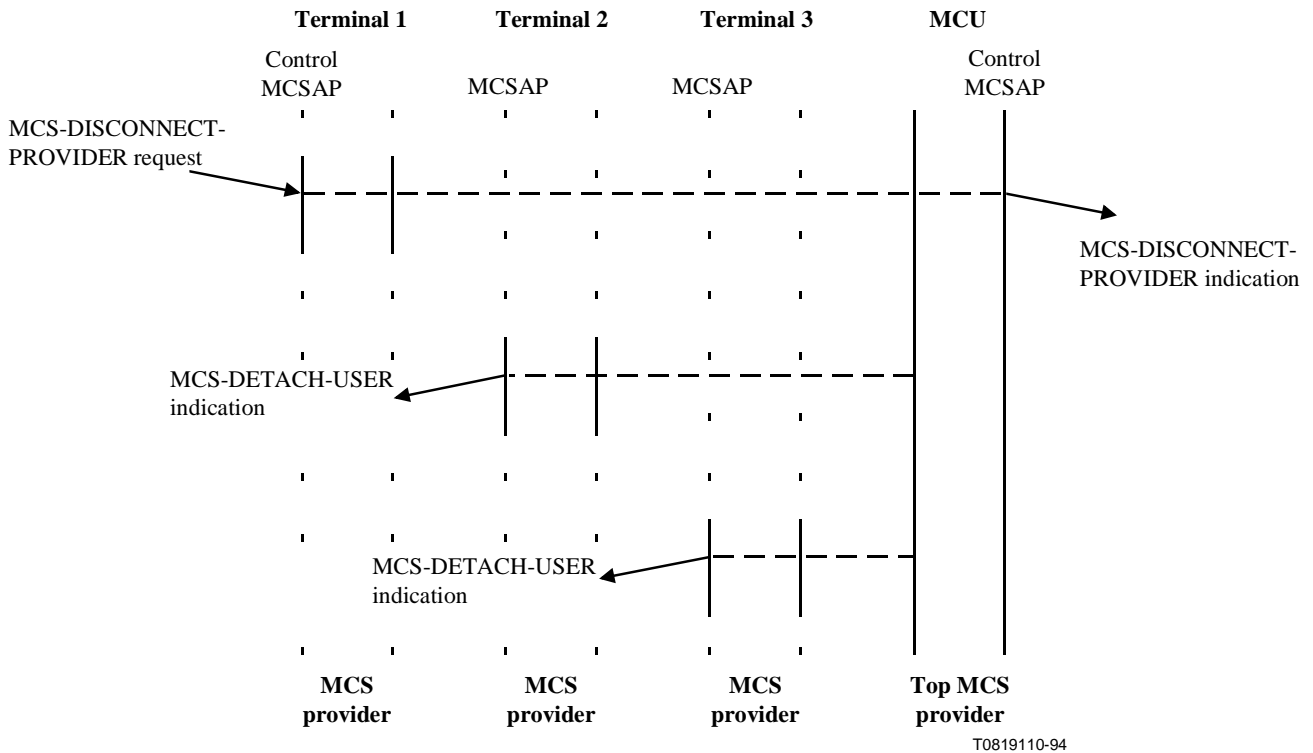 Terminal 1 Terminal 2 Terminal 3 MCU
Control
MCSAP
MCSAP
MCSAP
Control
MCSAP
MCS-DISCONNECT-
PROVIDER request
MCS-DISCONNECT-
PROVIDER indication
MCS-DETACH-USER
indication
MCS-DETACH-USER
indication
MCS
provider
MCS
provider
MCS
provider
Top MCS
provider
T0819110-94